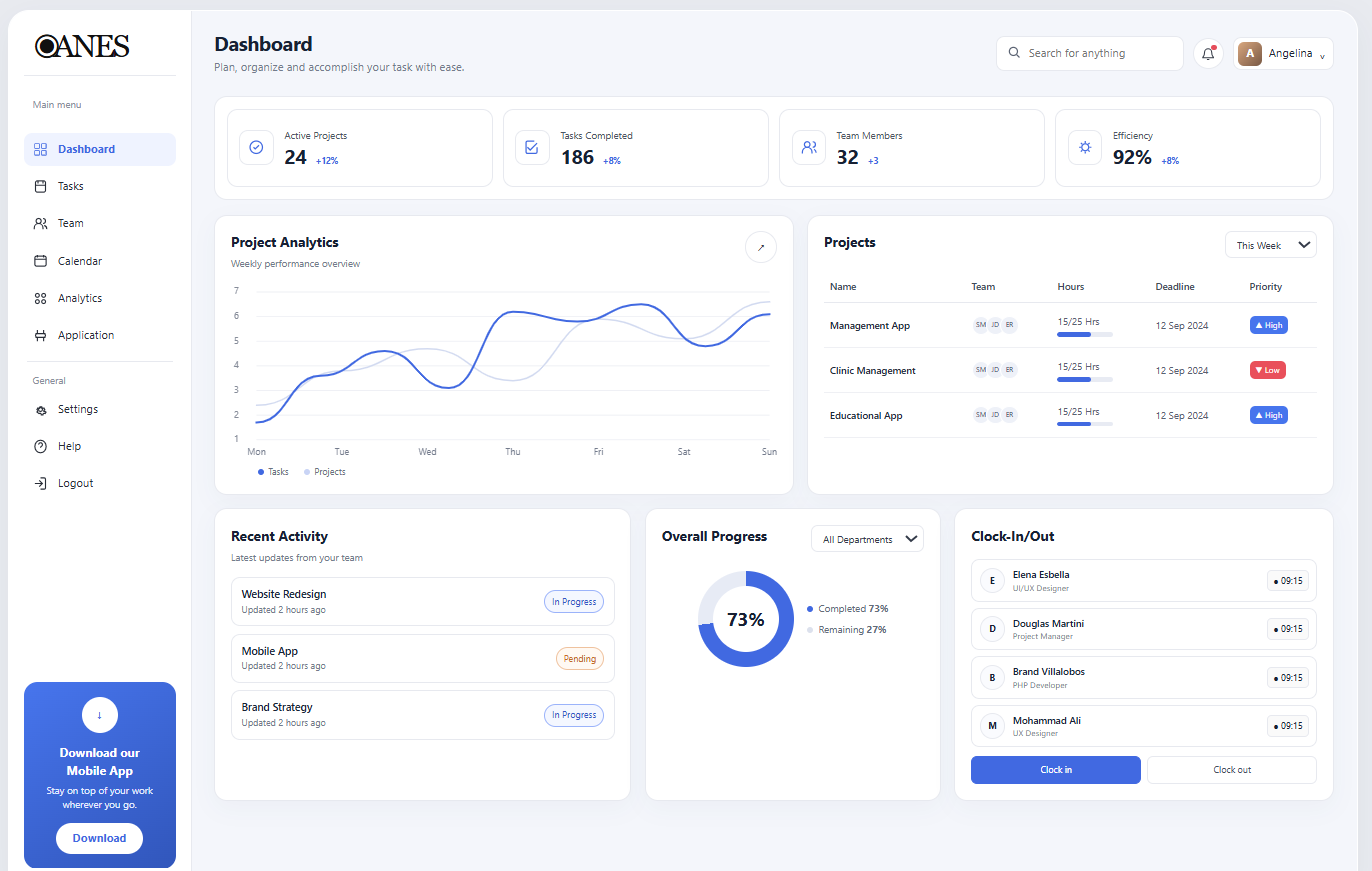 OANES
Main menu
Dashboard
Tasks
Team
Calendar
Analytics
Application
General
Settings
Help
Logout
↓
Download our
Mobile App
Stay on top of your work
wherever you go.
Download
Dashboard
Plan, organize and accomplish your task with ease.
Search for anything
A Angelina
Active Projects
24 +12%
Tasks Completed
186 +8%
Team Members
32 +3
Efficiency
92% +8%
Project Analytics
Weekly performance overview
↗
7
6
5
4
3
2
1
Mon Tue Wed Thu Fri Sat Sun
Tasks Projects
Projects
This Week
Name Team Hours Deadline Priority
Management App SM JD ER 15/25 Hrs 12 Sep 2024 ▲ High
Clinic Management SM JD ER 15/25 Hrs 12 Sep 2024 ▼ Low
Educational App SM JD ER 15/25 Hrs 12 Sep 2024 ▲ High
Recent Activity
Latest updates from your team
Website Redesign
Updated 2 hours ago
In Progress
Mobile App
Updated 2 hours ago
Pending
Brand Strategy
Updated 2 hours ago
In Progress
Overall Progress
All Departments
73%
Completed 73%
Remaining 27%
Clock-In/Out
E
Elena Esbella
UI/UX Designer
● 09:15
D
Douglas Martini
Project Manager
● 09:15
B
Brand Villalobos
PHP Developer
● 09:15
M
Mohammad Ali
UX Designer
● 09:15
Clock in
Clock out